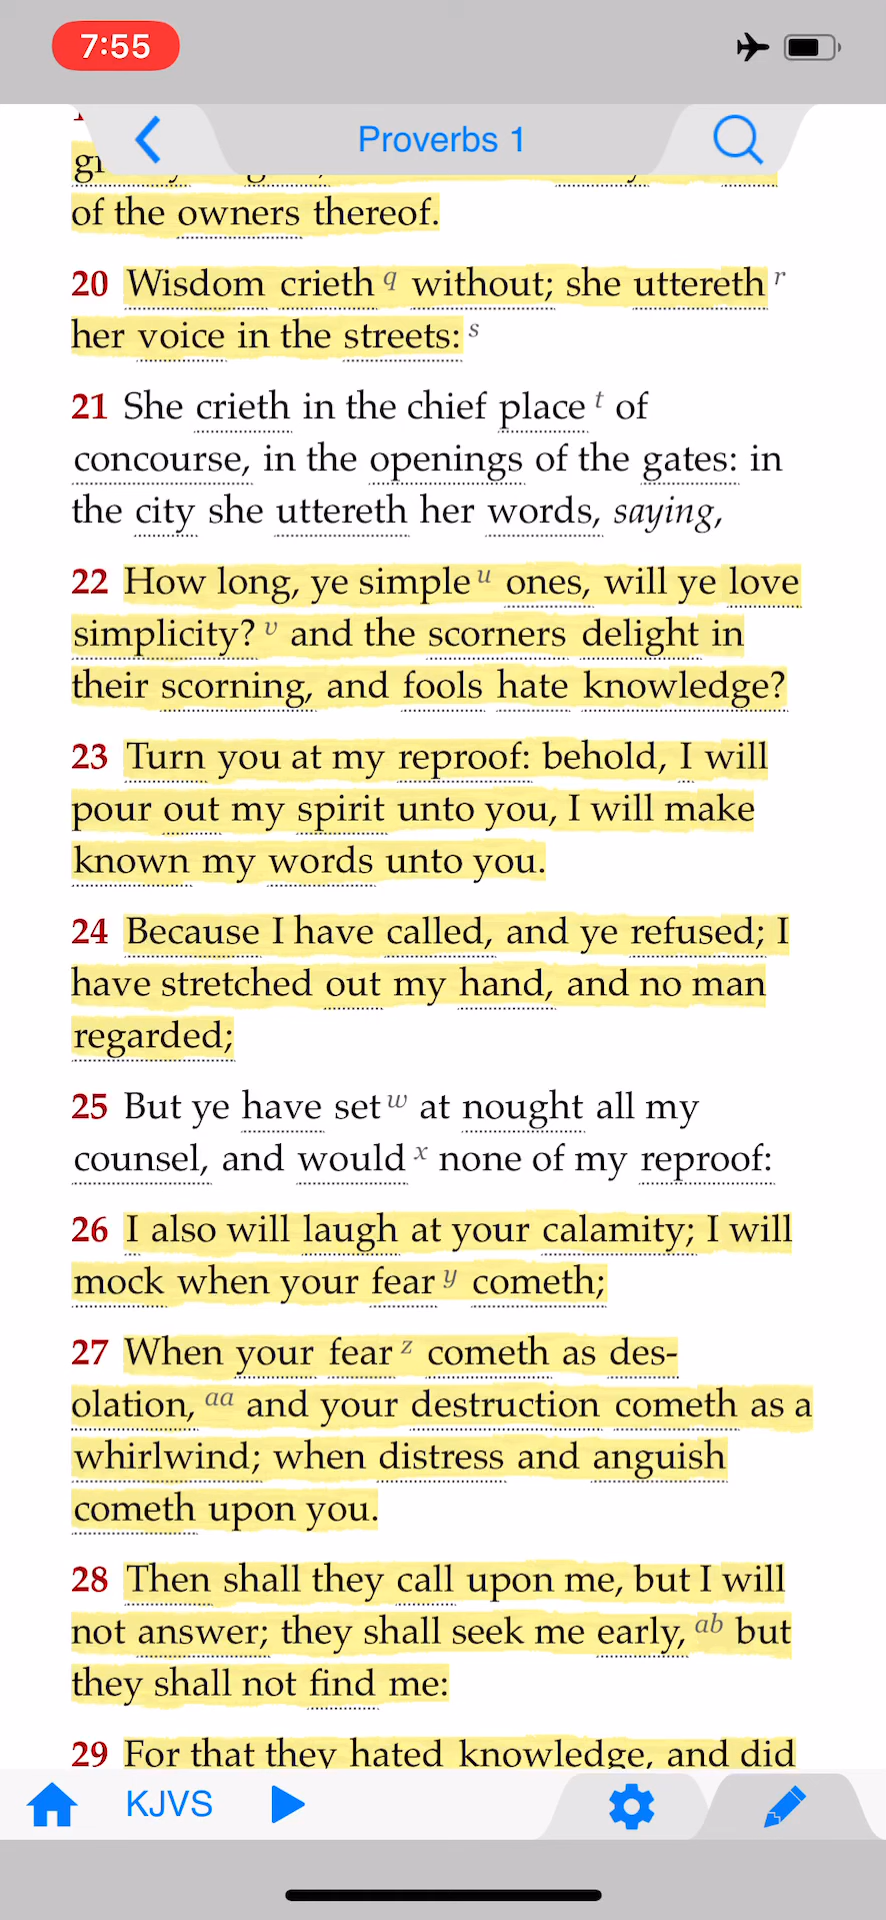 7:55
Proverbs 1
of the owners thereof.
20 Wisdom crieth q without; she uttereth r
her voice in the streets: s
21 She crieth in the chief place t of
concourse, in the openings of the gates: in
the city she uttereth her words, saying,
22 How long, ye simple u ones, will ye love
simplicity? v and the scorners delight in
their scorning, and fools hate knowledge?
23 Turn you at my reproof: behold, I will
pour out my spirit unto you, I will make
known my words unto you.
24 Because I have called, and ye refused; I
have stretched out my hand, and no man
regarded;
25 But ye have set w at nought all my
counsel, and would x none of my reproof:
26 I also will laugh at your calamity; I will
mock when your fear y cometh;
27 When your fear z cometh as des-
olation, aa and your destruction cometh as a
whirlwind; when distress and anguish
cometh upon you.
28 Then shall they call upon me, but I will
not answer; they shall seek me early, ab but
they shall not find me:
29 For that they hated knowledge, and did
KJVS